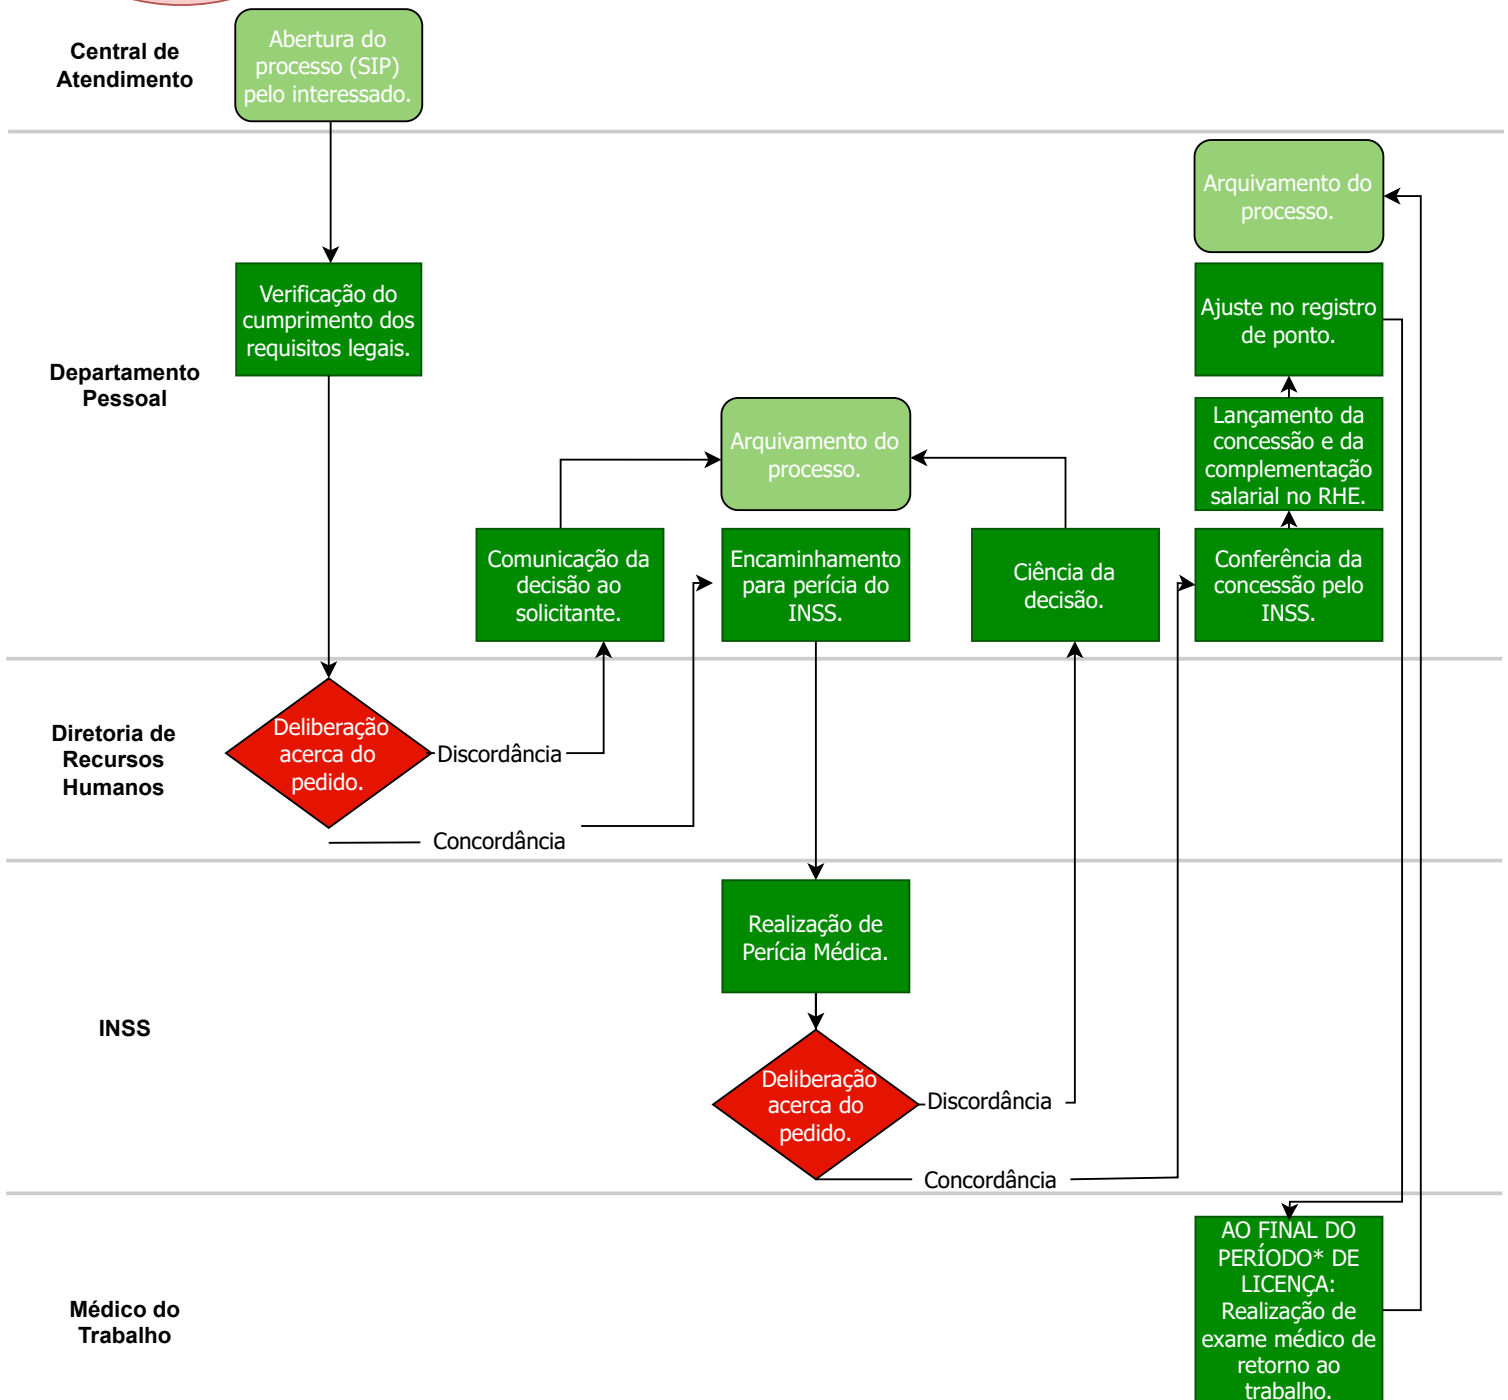 Central de
Atendimento
Abertura do
processo (SIP)
pelo interessado.
Departamento
Pessoal
Verificação do
cumprimento dos
requisitos legais.
Comunicação da
decisão ao
solicitante.
Arquivamento do
processo.
Encaminhamento
para perícia do
INSS.
Ciência da
decisão.
Arquivamento do
processo.
Ajuste no registro
de ponto.
Lançamento da
concessão e da
complementação
salarial no RHE.
Conferência da
concessão pelo
INSS.
Diretoria de
Recursos
Humanos
Deliberação
acerca do
pedido.
Discordância
Concordância
INSS
Realização de
Perícia Médica.
Deliberação
acerca do
pedido.
Discordância
Concordância
Médico do
Trabalho
AO FINAL DO
PERÍODO* DE
LICENÇA:
Realização de
exame médico de
retorno ao
trabalho.